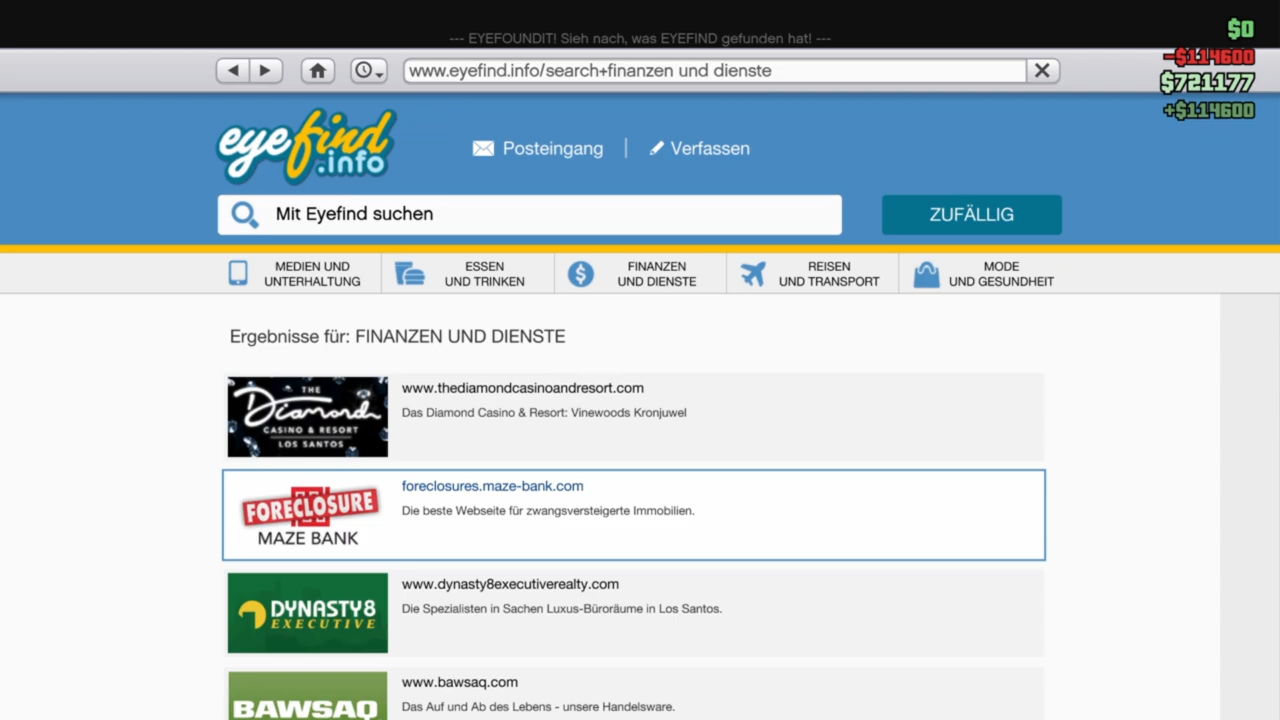 --- EYEFOUNDIT! Sieh nach, was EYEFIND gefunden hat! ---
$0
-$114600
$721177
+$114600
www.eyefind.info/search+finanzen und dienste
eyefind
.info
Posteingang
Verfassen
Mit Eyefind suchen
ZUFÄLLIG
MEDIEN UND
UNTERHALTUNG
ESSEN
UND TRINKEN
FINANZEN
UND DIENSTE
REISEN
UND TRANSPORT
MODE
UND GESUNDHEIT
Ergebnisse für: FINANZEN UND DIENSTE
THE
Diamond
CASINO & RESORT
LOS SANTOS
www.thediamondcasinoandresort.com
Das Diamond Casino & Resort: Vinewoods Kronjuwel
FORECLOSURE
MAZE BANK
foreclosures.maze-bank.com
Die beste Webseite für zwangsversteigerte Immobilien.
DYNASTY8
EXECUTIVE
www.dynasty8executiverealty.com
Die Spezialisten in Sachen Luxus-Büroräume in Los Santos.
BAWSAQ
www.bawsaq.com
Das Auf und Ab des Lebens - unsere Handelsware.